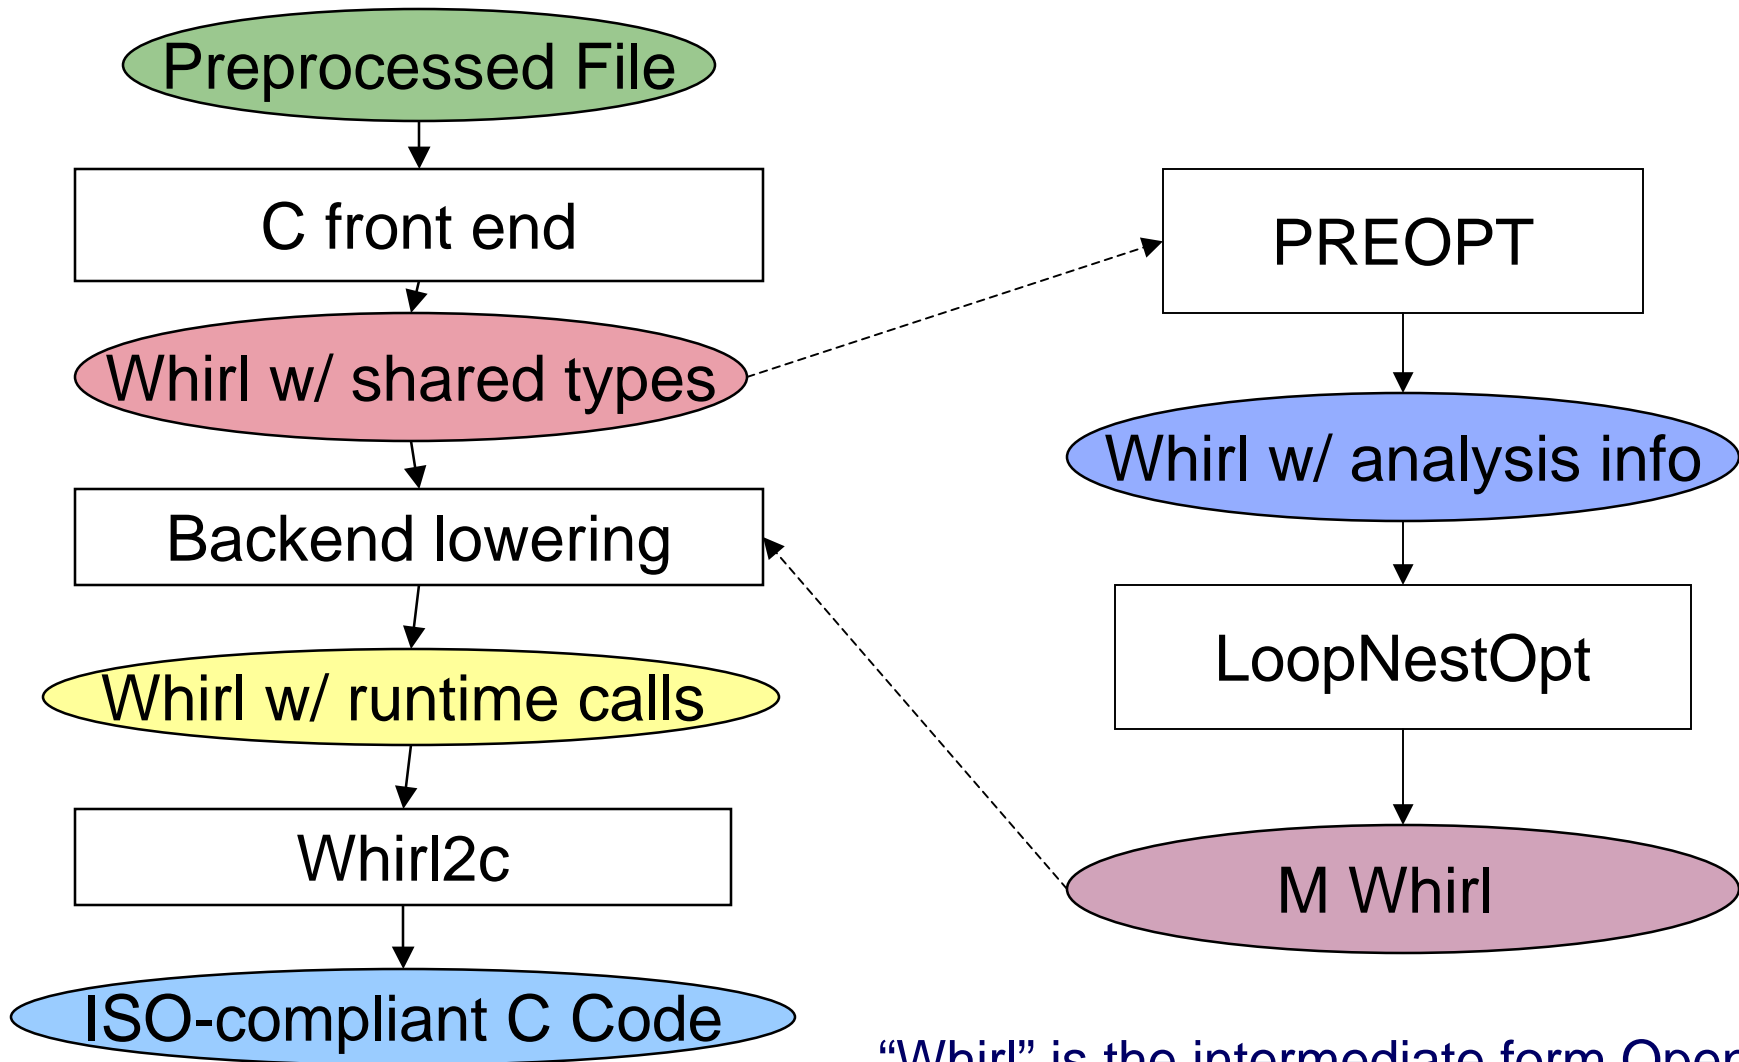 Preprocessed File
C front end
Whirl w/ shared types
Backend lowering
Whirl w/ runtime calls
Whirl2c
ISO-compliant C Code
PREOPT
Whirl w/ analysis info
LoopNestOpt
M Whirl
“Whirl” is the intermediate form Open